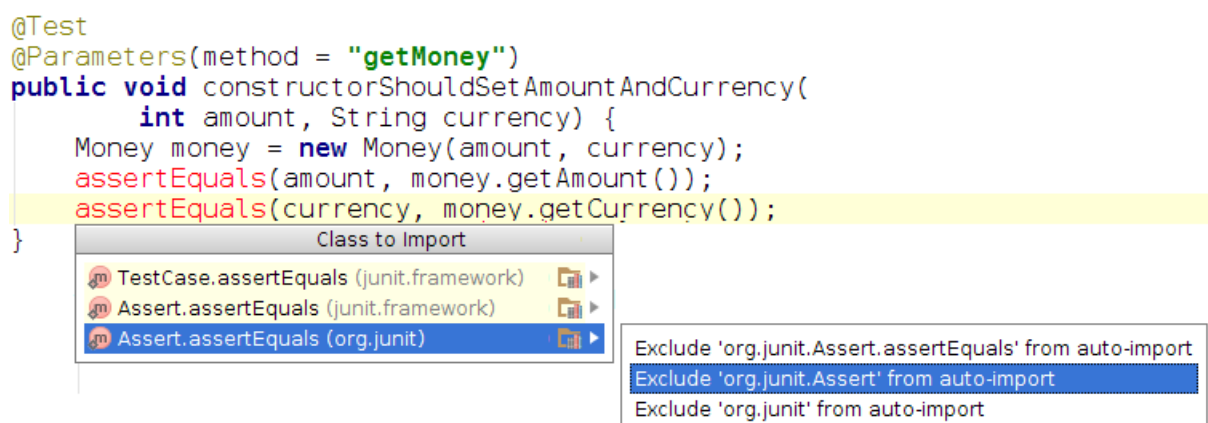 @Test
@Parameters(method = "getMoney")
public void constructorShouldSetAmountAndCurrency(
int amount, String currency) {
Money money = new Money(amount, currency);
assertEquals(amount, money.getAmount());
assertEquals(currency, money.getCurrency());
}
Class to Import
TestCase.assertEquals (junit.framework)
Assert.assertEquals (junit.framework)
Assert.assertEquals (org.junit)
Exclude 'org.junit.Assert.assertEquals' from auto-import
Exclude 'org.junit.Assert' from auto-import
Exclude 'org.junit' from auto-import